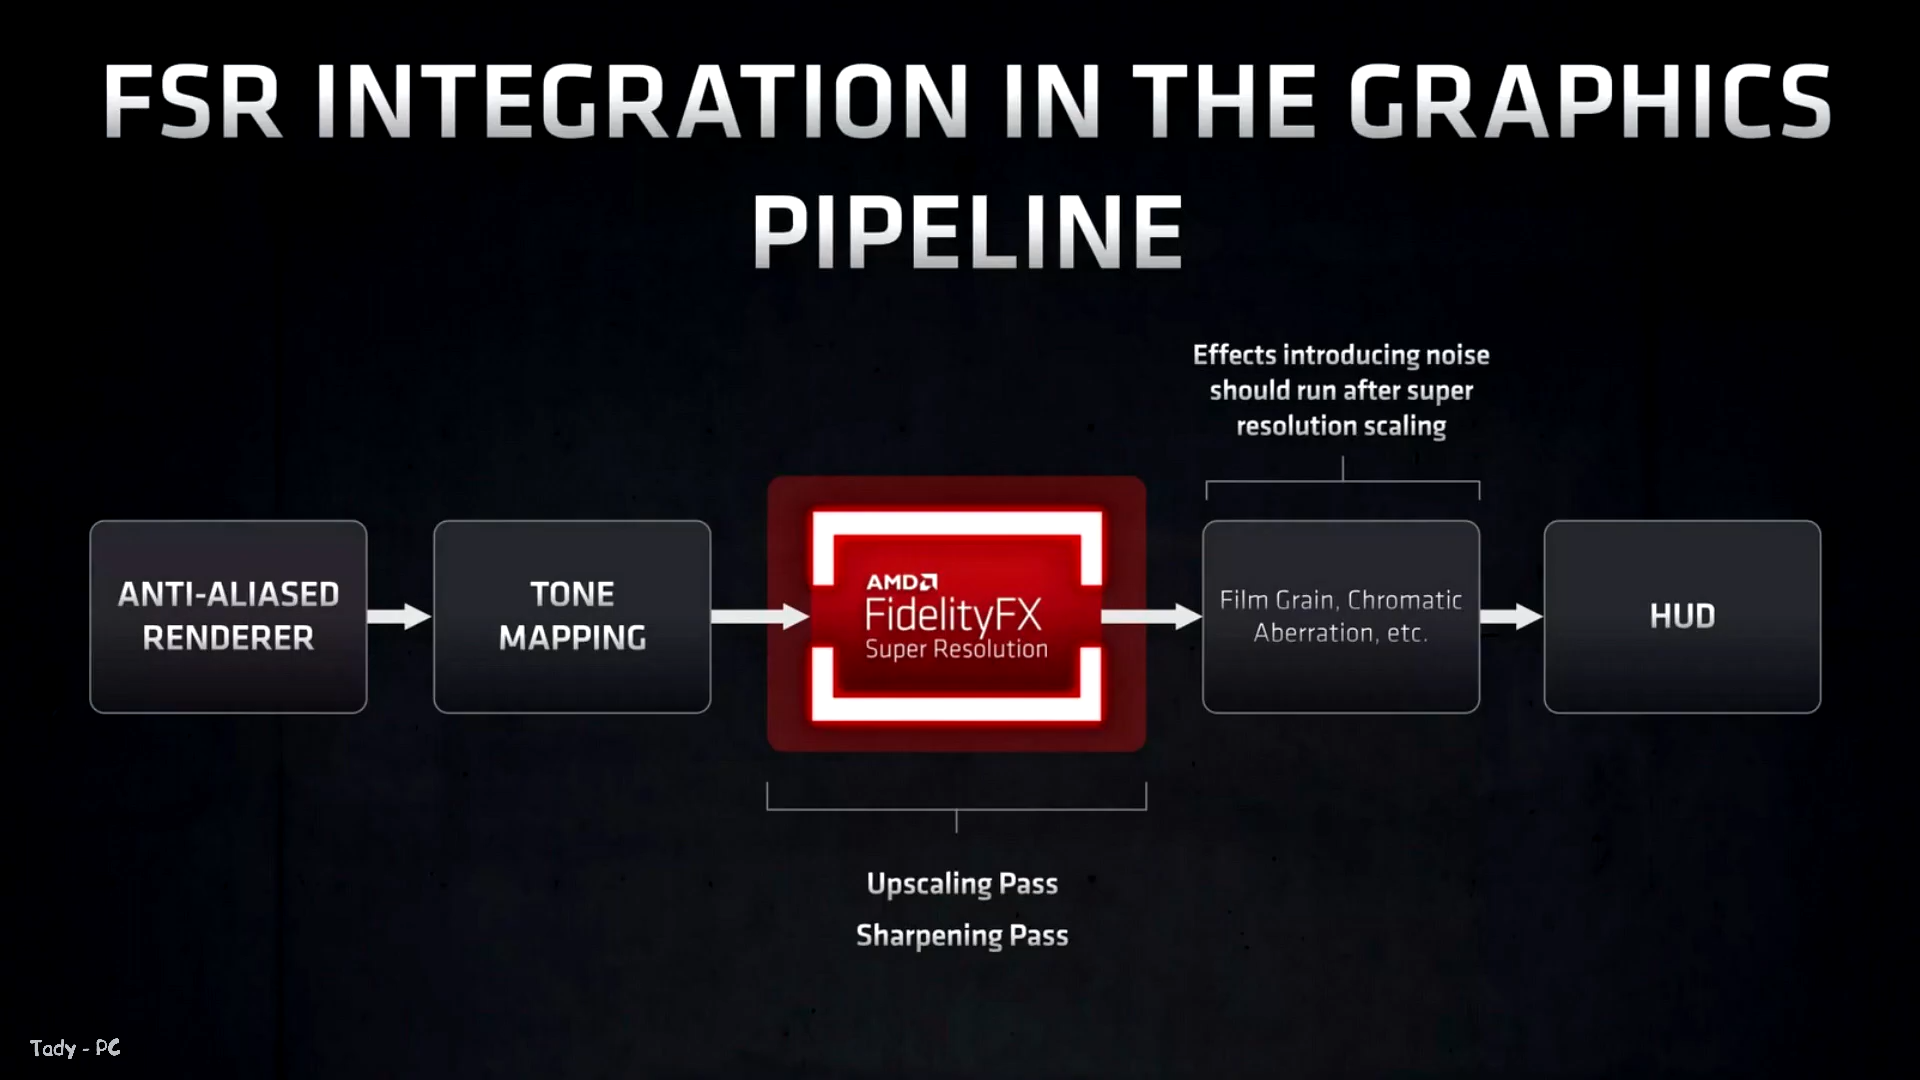 FSR INTEGRATION IN THE GRAPHICS
PIPELINE
Effects introducing noise
should run after super
resolution scaling
ANTI-ALIASED
RENDERER
TONE
MAPPING
AMD
FidelityFX
Super Resolution
Film Grain, Chromatic
Aberration, etc.
HUD
Upscaling Pass
Sharpening Pass
Tady - PC